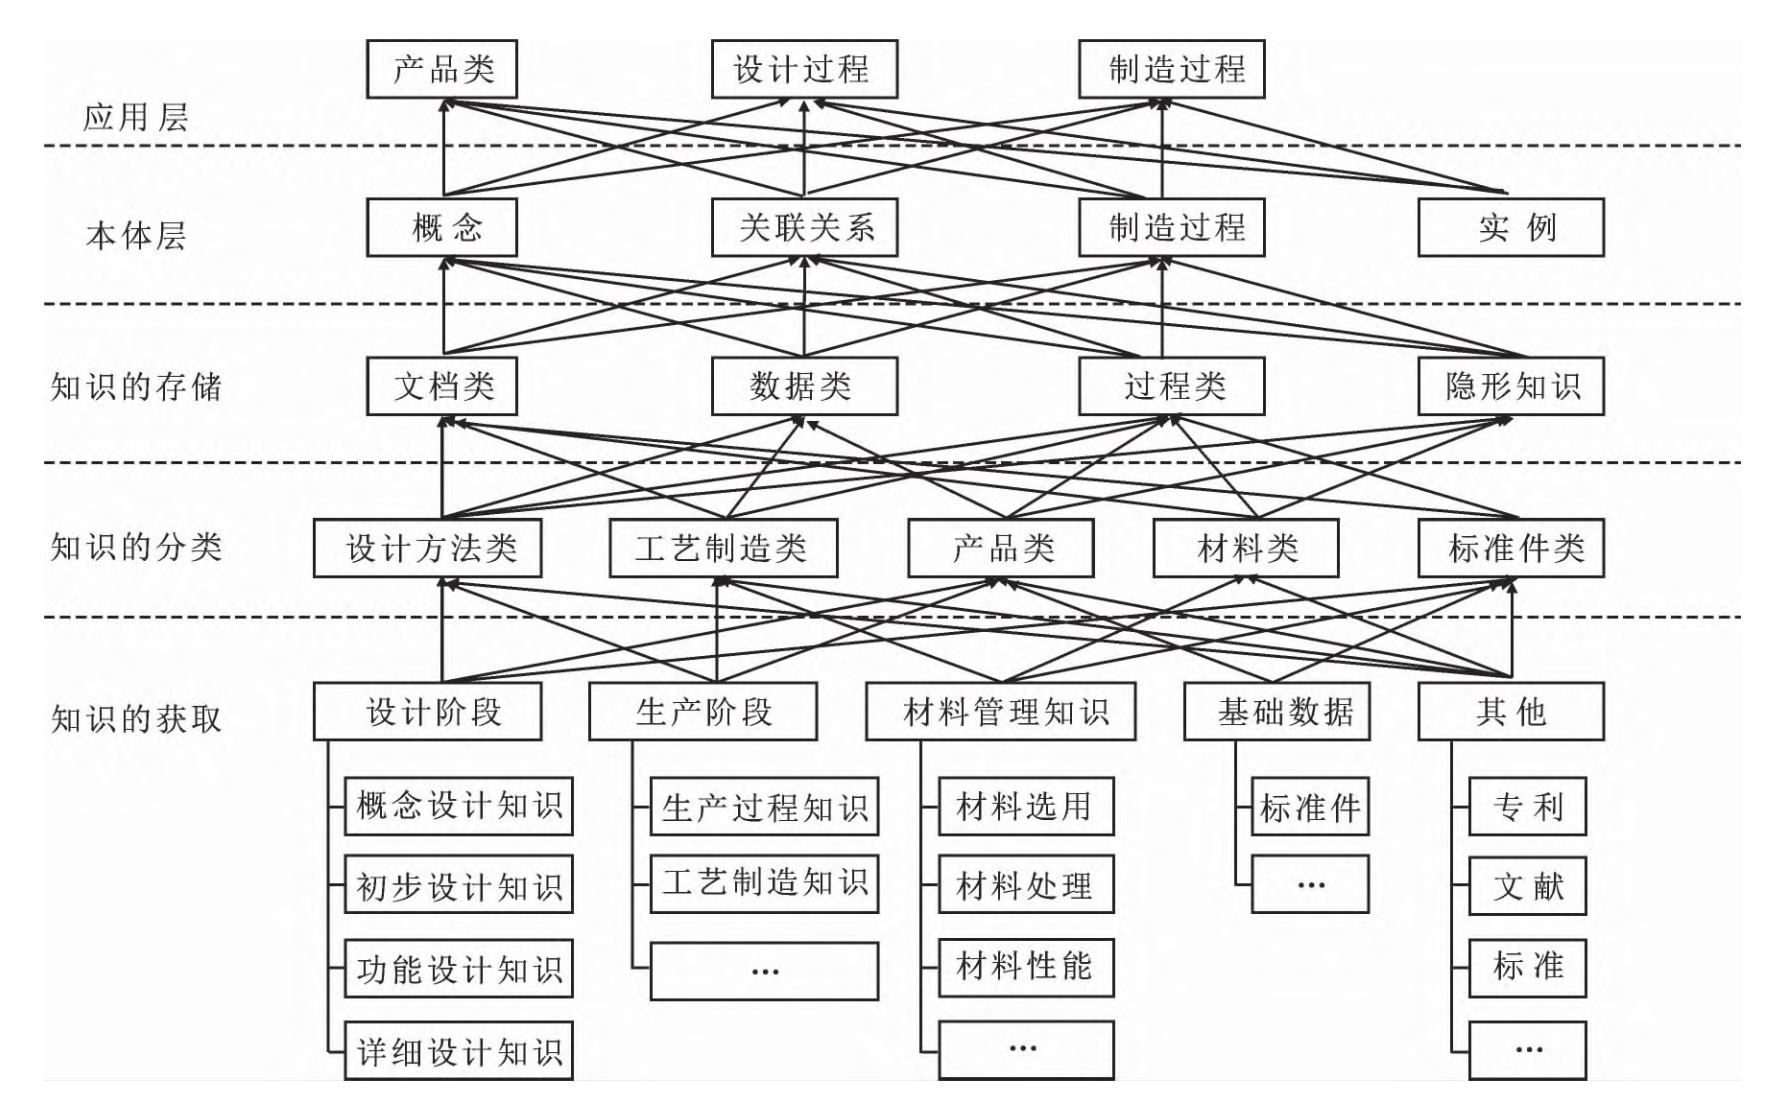 产品类
设计过程
制造过程
应用层
本体层
概念
关联关系
制造过程
实例
知识的存储
文档类
数据类
过程类
隐形知识
知识的分类
设计方法类
工艺制造类
产品类
材料类
标准件类
知识的获取
设计阶段
生产阶段
材料管理知识
基础数据
其他
概念设计知识
生产过程知识
材料选用
标准件
专利
初步设计知识
工艺制造知识
材料处理
…
文献
功能设计知识
…
材料性能
标准
详细设计知识
…
…